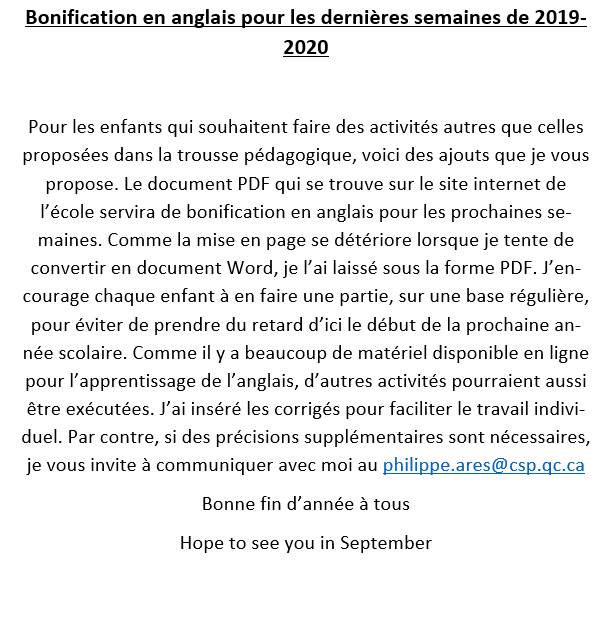 Bonification en anglais pour les dernières semaines de 2019-
2020
Pour les enfants qui souhaitent faire des activités autres que celles
proposées dans la trousse pédagogique, voici des ajouts que je vous
propose. Le document PDF qui se trouve sur le site internet de
l’école servira de bonification en anglais pour les prochaines se-
maines. Comme la mise en page se détériore lorsque je tente de
convertir en document Word, je l’ai laissé sous la forme PDF. J’en-
courage chaque enfant à en faire une partie, sur une base régulière,
pour éviter de prendre du retard d’ici le début de la prochaine an-
née scolaire. Comme il y a beaucoup de matériel disponible en ligne
pour l’apprentissage de l’anglais, d’autres activités pourraient aussi
être exécutées. J’ai inséré les corrigés pour faciliter le travail indivi-
duel. Par contre, si des précisions supplémentaires sont nécessaires,
je vous invite à communiquer avec moi au philippe.ares@csp.qc.ca
Bonne fin d’année à tous
Hope to see you in September